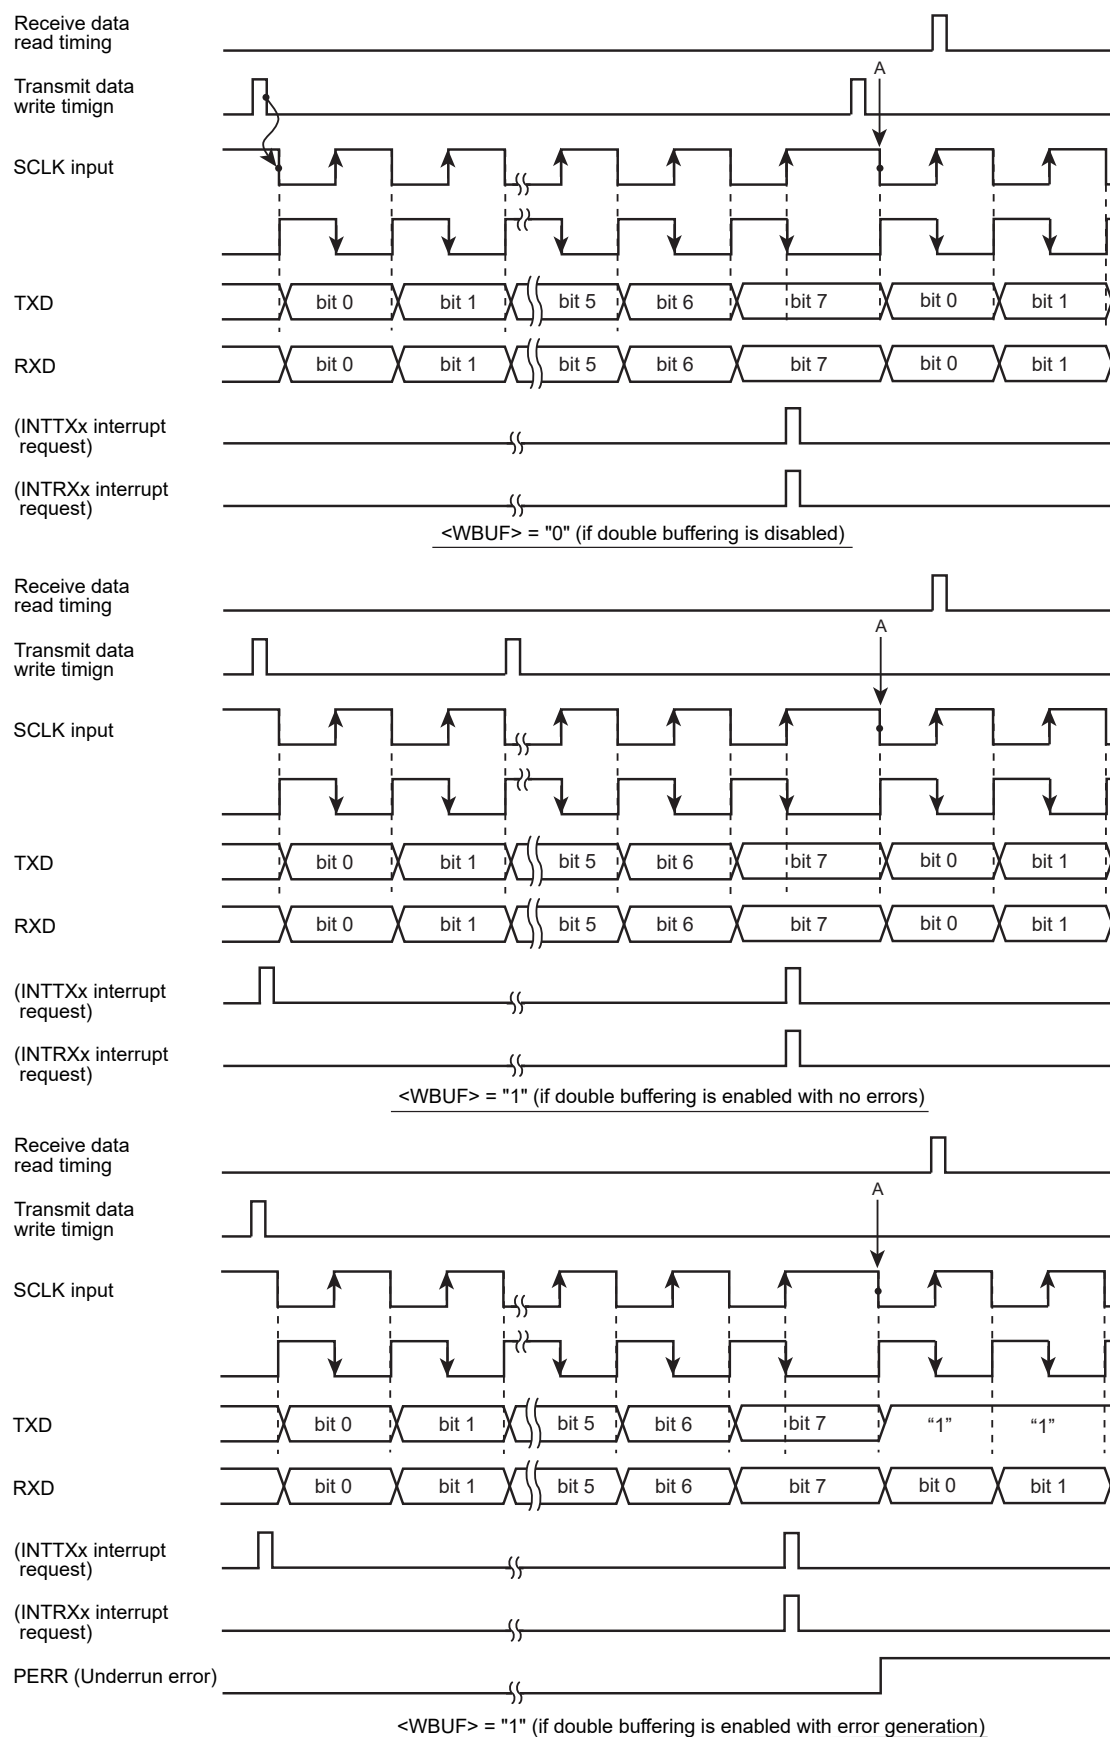 Receive data
read timing
Transmit data
write timign
A
SCLK input
TXD
bit 0 bit 1 bit 5 bit 6 bit 7 bit 0 bit 1
RXD
bit 0 bit 1 bit 5 bit 6 bit 7 bit 0 bit 1
(INTTXx interrupt
request)
(INTRXx interrupt
request)
<WBUF> = "0" (if double buffering is disabled)
Receive data
read timing
Transmit data
write timign
A
SCLK input
TXD
bit 0 bit 1 bit 5 bit 6 bit 7 bit 0 bit 1
RXD
bit 0 bit 1 bit 5 bit 6 bit 7 bit 0 bit 1
(INTTXx interrupt
request)
(INTRXx interrupt
request)
<WBUF> = "1" (if double buffering is enabled with no errors)
Receive data
read timing
Transmit data
write timign
A
SCLK input
TXD
bit 0 bit 1 bit 5 bit 6 bit 7 “1” “1”
RXD
bit 0 bit 1 bit 5 bit 6 bit 7 bit 0 bit 1
(INTTXx interrupt
request)
(INTRXx interrupt
request)
PERR (Underrun error)
<WBUF> = "1" (if double buffering is enabled with error generation)